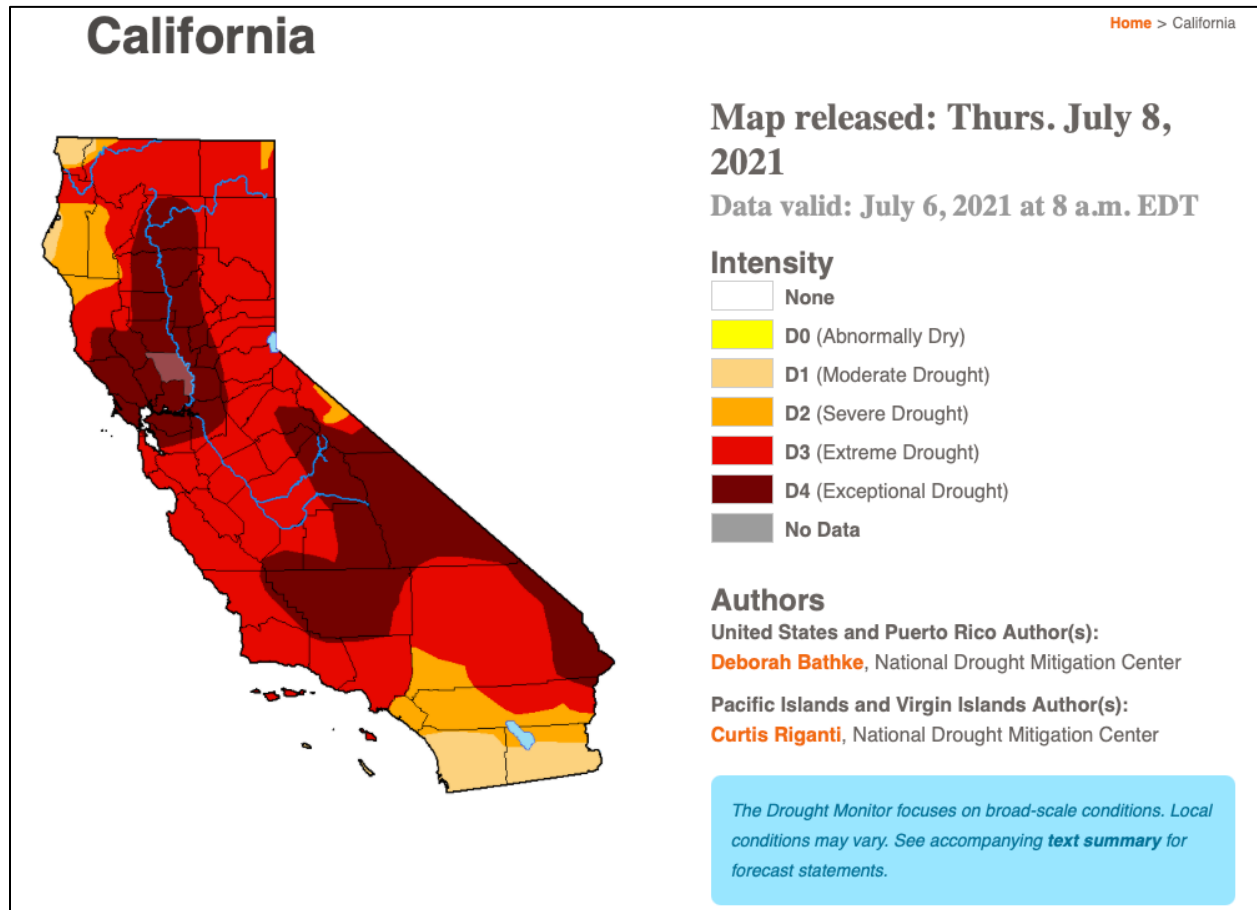 California
Home > California
Map released: Thurs. July 8,
2021
Data valid: July 6, 2021 at 8 a.m. EDT
Intensity
None
D0 (Abnormally Dry)
D1 (Moderate Drought)
D2 (Severe Drought)
D3 (Extreme Drought)
D4 (Exceptional Drought)
No Data
Authors
United States and Puerto Rico Author(s):
Deborah Bathke, National Drought Mitigation Center
Pacific Islands and Virgin Islands Author(s):
Curtis Riganti, National Drought Mitigation Center
The Drought Monitor focuses on broad-scale conditions. Local
conditions may vary. See accompanying text summary for
forecast statements.